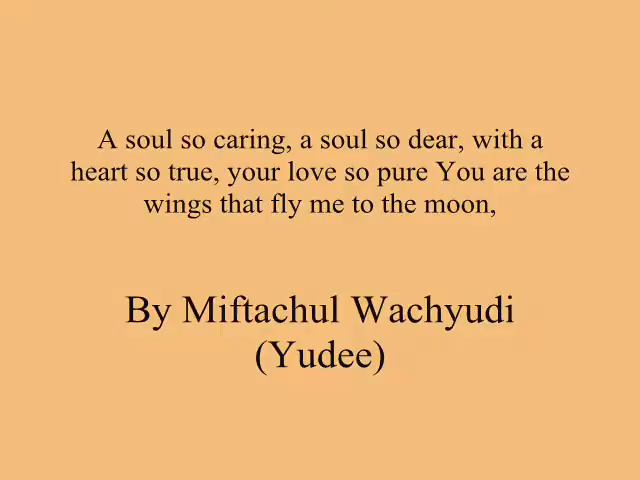 A soul so caring, a soul so dear, with a
heart so true, your love so pure You are the
wings that fly me to the moon,
By Miftachul Wachyudi
(Yudee)